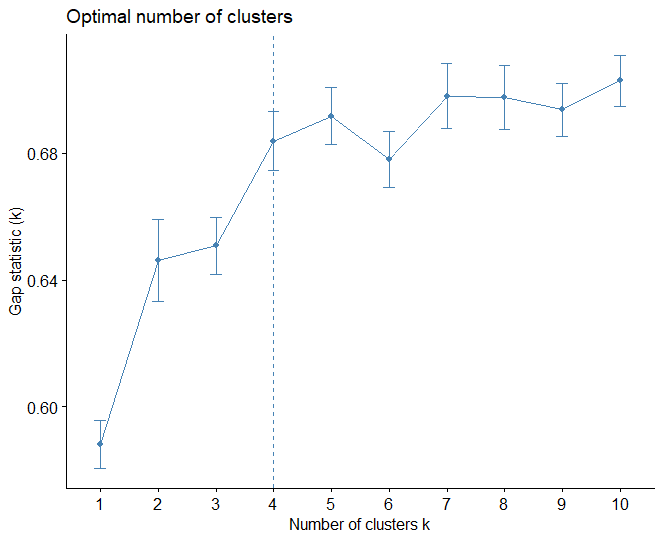 Optimal number of clusters
Gap statistic (k)
0.68
0.64
0.60
1 2 3 4 5 6 7 8 9 10
Number of clusters k